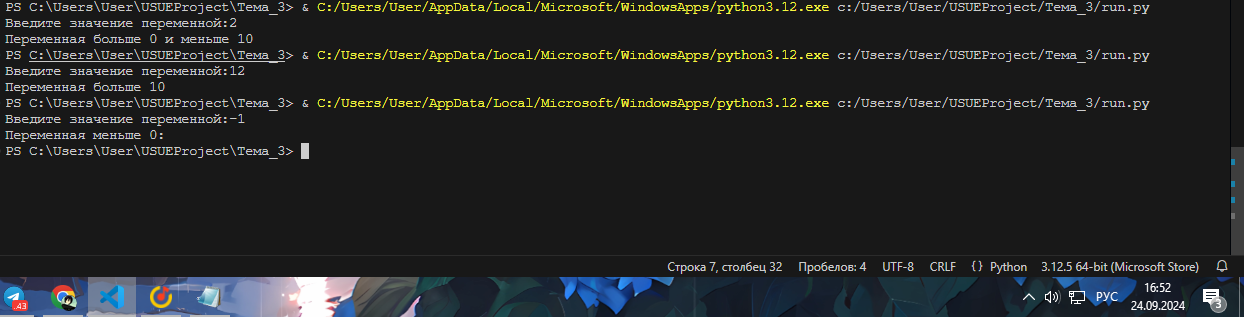 PS C:\Users\User\USUEProject\Тема_3> & C:/Users/User/AppData/Local/Microsoft/WindowsApps/python3.12.exe c:/Users/User/USUEProject/Тема_3/run.py
Введите значение переменной:2
Переменная больше 0 и меньше 10
PS C:\Users\User\USUEProject\Тема_3> & C:/Users/User/AppData/Local/Microsoft/WindowsApps/python3.12.exe c:/Users/User/USUEProject/Тема_3/run.py
Введите значение переменной:12
Переменная больше 10
PS C:\Users\User\USUEProject\Тема_3> & C:/Users/User/AppData/Local/Microsoft/WindowsApps/python3.12.exe c:/Users/User/USUEProject/Тема_3/run.py
Введите значение переменной:-1
Переменная меньше 0:
PS C:\Users\User\USUEProject\Тема_3>
Строка 7, столбец 32 Пробелов: 4 UTF-8 CRLF {} Python 3.12.5 64-bit (Microsoft Store)
.43 РУС 16:52 3
24.09.2024